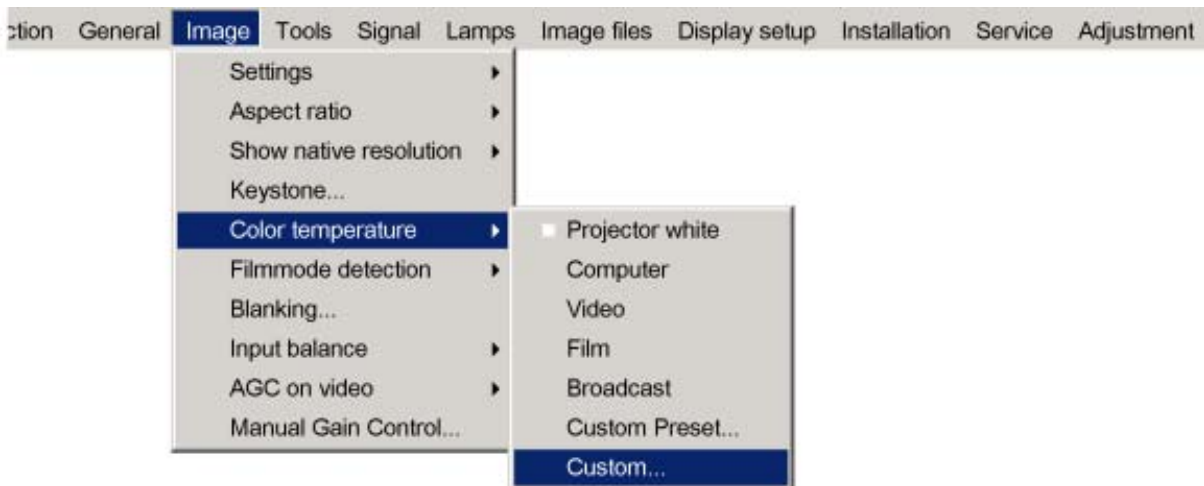 ction General Image Tools Signal Lamps Image files Display setup Installation Service Adjustment
Settings
Aspect ratio
Show native resolution
Keystone...
Color temperature
Filmmode detection
Blanking...
Input balance
AGC on video
Manual Gain Control...
Projector white
Computer
Video
Film
Broadcast
Custom Preset...
Custom...